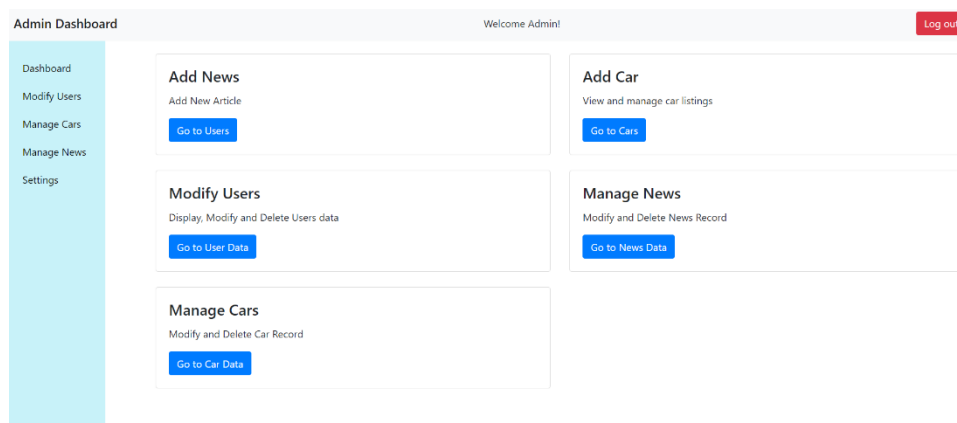 Admin Dashboard
Welcome Admin!
Log out
Dashboard
Modify Users
Manage Cars
Manage News
Settings
Add News
Add New Article
Go to Users
Add Car
View and manage car listings
Go to Cars
Modify Users
Display, Modify and Delete Users data
Go to User Data
Manage News
Modify and Delete News Record
Go to News Data
Manage Cars
Modify and Delete Car Record
Go to Car Data